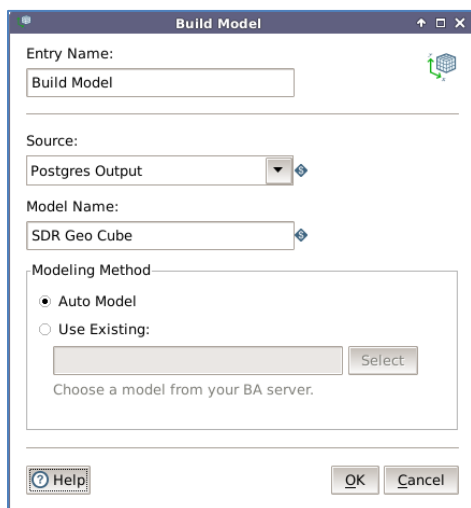 Build Model
Entry Name:
Build Model
Source:
Postgres Output
Model Name:
SDR Geo Cube
Modeling Method
Auto Model
Use Existing:
Select
Choose a model from your BA server.
Help
OK
Cancel